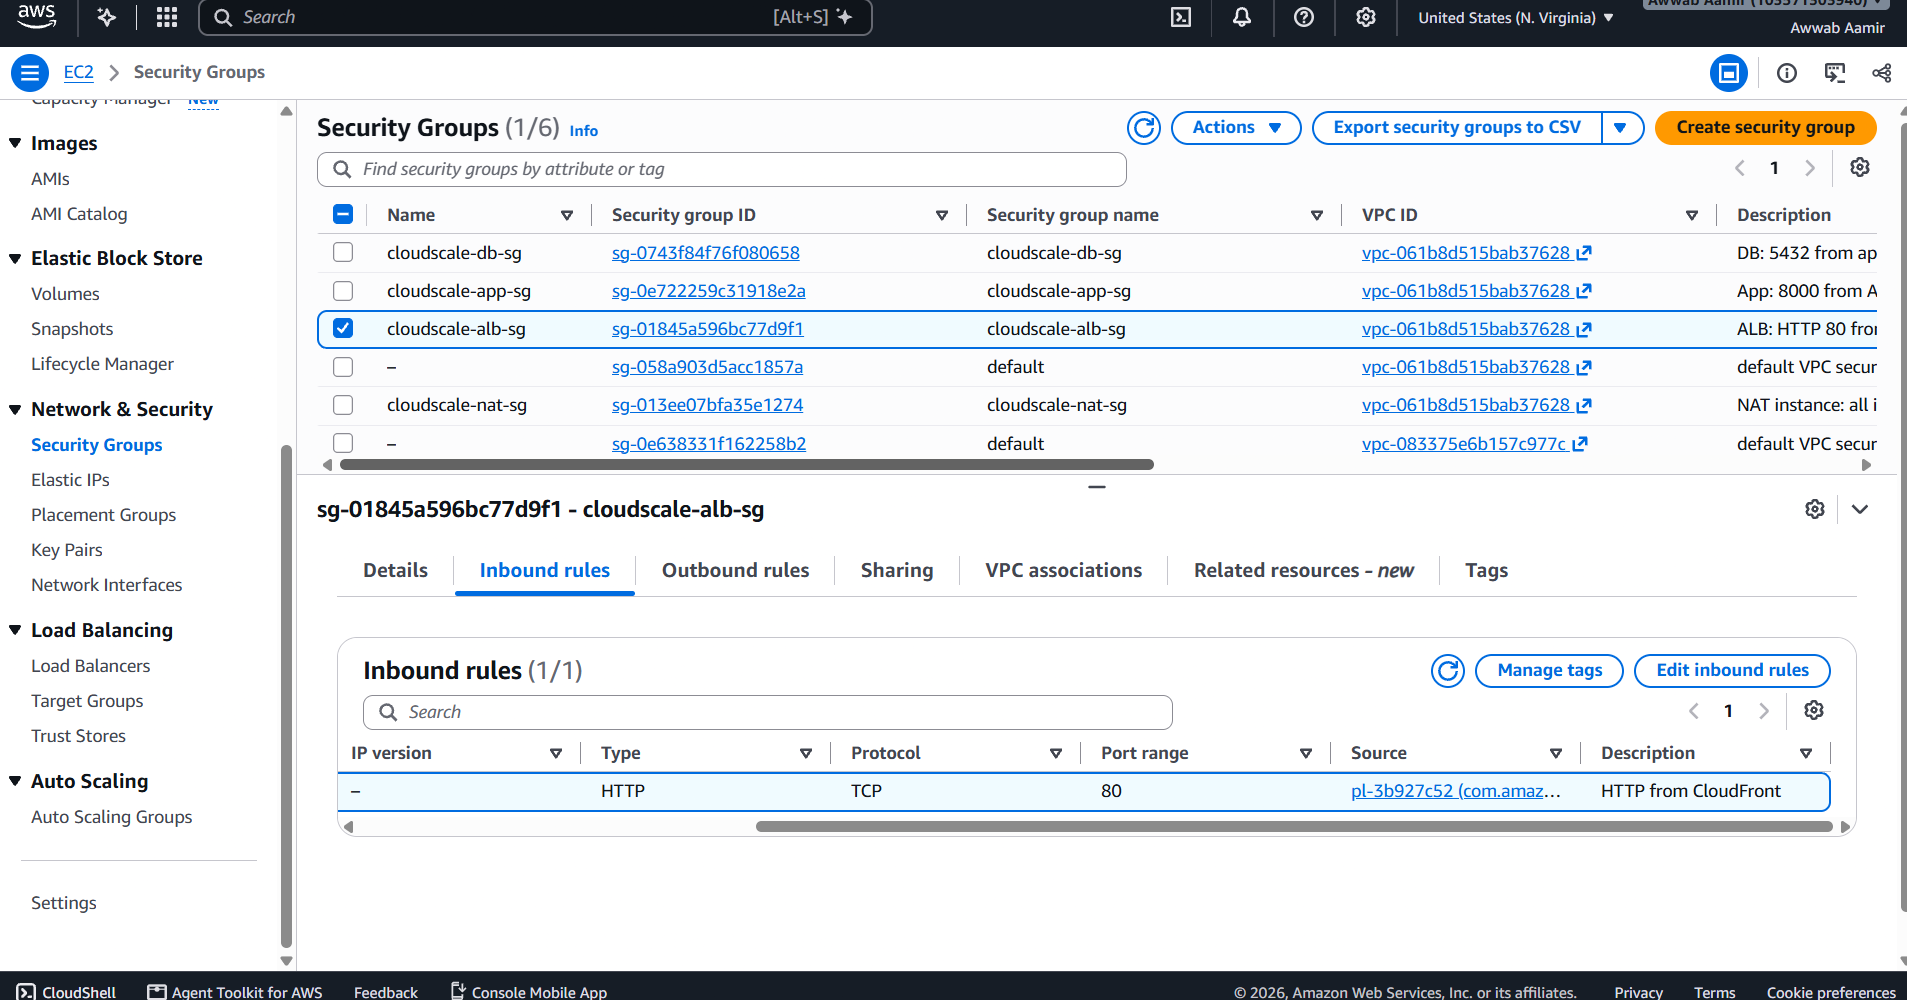 aws
Search [Alt+S]
United States (N. Virginia)
Awwab Aamir
EC2 Security Groups
Capacity Manager New
Images
AMIs
AMI Catalog
Elastic Block Store
Volumes
Snapshots
Lifecycle Manager
Network & Security
Security Groups
Elastic IPs
Placement Groups
Key Pairs
Network Interfaces
Load Balancing
Load Balancers
Target Groups
Trust Stores
Auto Scaling
Auto Scaling Groups
Settings
Security Groups (1/6) Info
Actions
Export security groups to CSV
Create security group
Find security groups by attribute or tag
1
Name Security group ID Security group name VPC ID Description
cloudscale-db-sg sg-0743f84f76f080658 cloudscale-db-sg vpc-061b8d515bab37628 DB: 5432 from ap
cloudscale-app-sg sg-0e722259c31918e2a cloudscale-app-sg vpc-061b8d515bab37628 App: 8000 from A
cloudscale-alb-sg sg-01845a596bc77d9f1 cloudscale-alb-sg vpc-061b8d515bab37628 ALB: HTTP 80 fro
– sg-058a903d5acc1857a default vpc-061b8d515bab37628 default VPC secur
cloudscale-nat-sg sg-013ee07bfa35e1274 cloudscale-nat-sg vpc-061b8d515bab37628 NAT instance: all i
– sg-0e638331f162258b2 default vpc-083375e6b157c977c default VPC secur
sg-01845a596bc77d9f1 - cloudscale-alb-sg
Details Inbound rules Outbound rules Sharing VPC associations Related resources - new Tags
Inbound rules (1/1)
Manage tags
Edit inbound rules
Search
1
IP version Type Protocol Port range Source Description
– HTTP TCP 80 pl-3b927c52 (com.amaz... HTTP from CloudFront
CloudShell Agent Toolkit for AWS Feedback Console Mobile App
© 2026, Amazon Web Services, Inc. or its affiliates. Privacy Terms Cookie preferences